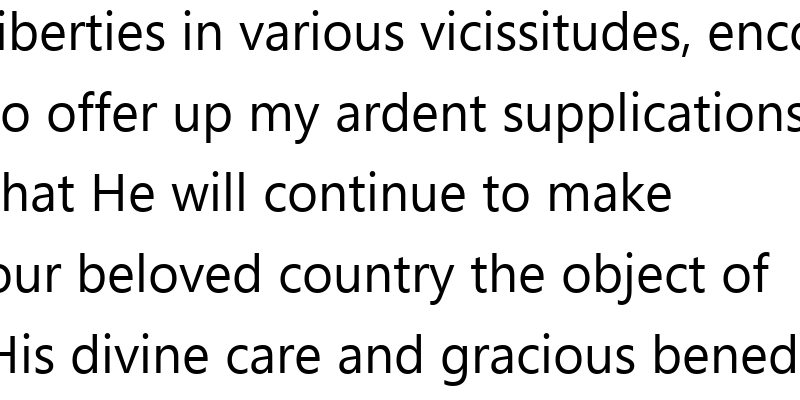 iberties in various vicissitudes, enco
o offer up my ardent supplications
hat He will continue to make
our beloved country the object of
His divine care and gracious bened